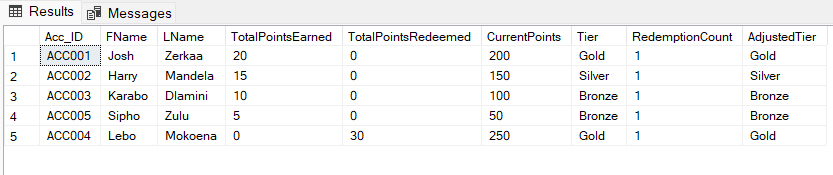 Results Messages
Acc_ID FName LName TotalPointsEarned TotalPointsRedeemed CurrentPoints Tier RedemptionCount AdjustedTier
1 ACC001 Josh Zerkaa 20 0 200 Gold 1 Gold
2 ACC002 Harry Mandela 15 0 150 Silver 1 Silver
3 ACC003 Karabo Dlamini 10 0 100 Bronze 1 Bronze
4 ACC005 Sipho Zulu 5 0 50 Bronze 1 Bronze
5 ACC004 Lebo Mokoena 0 30 250 Gold 1 Gold